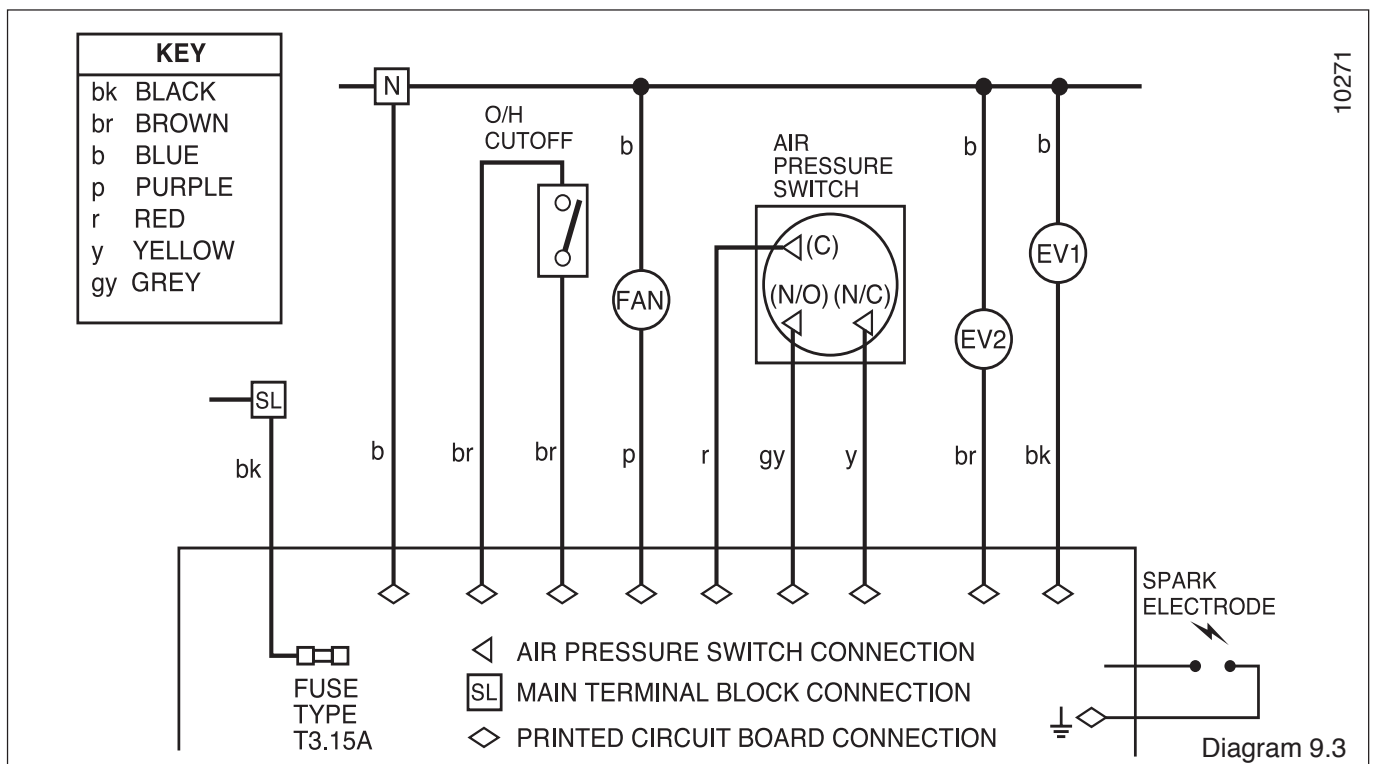 KEY
bk BLACK
br BROWN
b BLUE
p PURPLE
r RED
y YELLOW
gy GREY
10271
N
O/H
CUTOFF
b
AIR
PRESSURE
SWITCH
b
b
(C)
(N/O) (N/C)
FAN
EV1
EV2
SL
bk
b
br
br
p
r
gy
y
br
bk
SPARK
ELECTRODE
FUSE
TYPE
T3.15A
AIR PRESSURE SWITCH CONNECTION
SL MAIN TERMINAL BLOCK CONNECTION
PRINTED CIRCUIT BOARD CONNECTION
Diagram 9.3